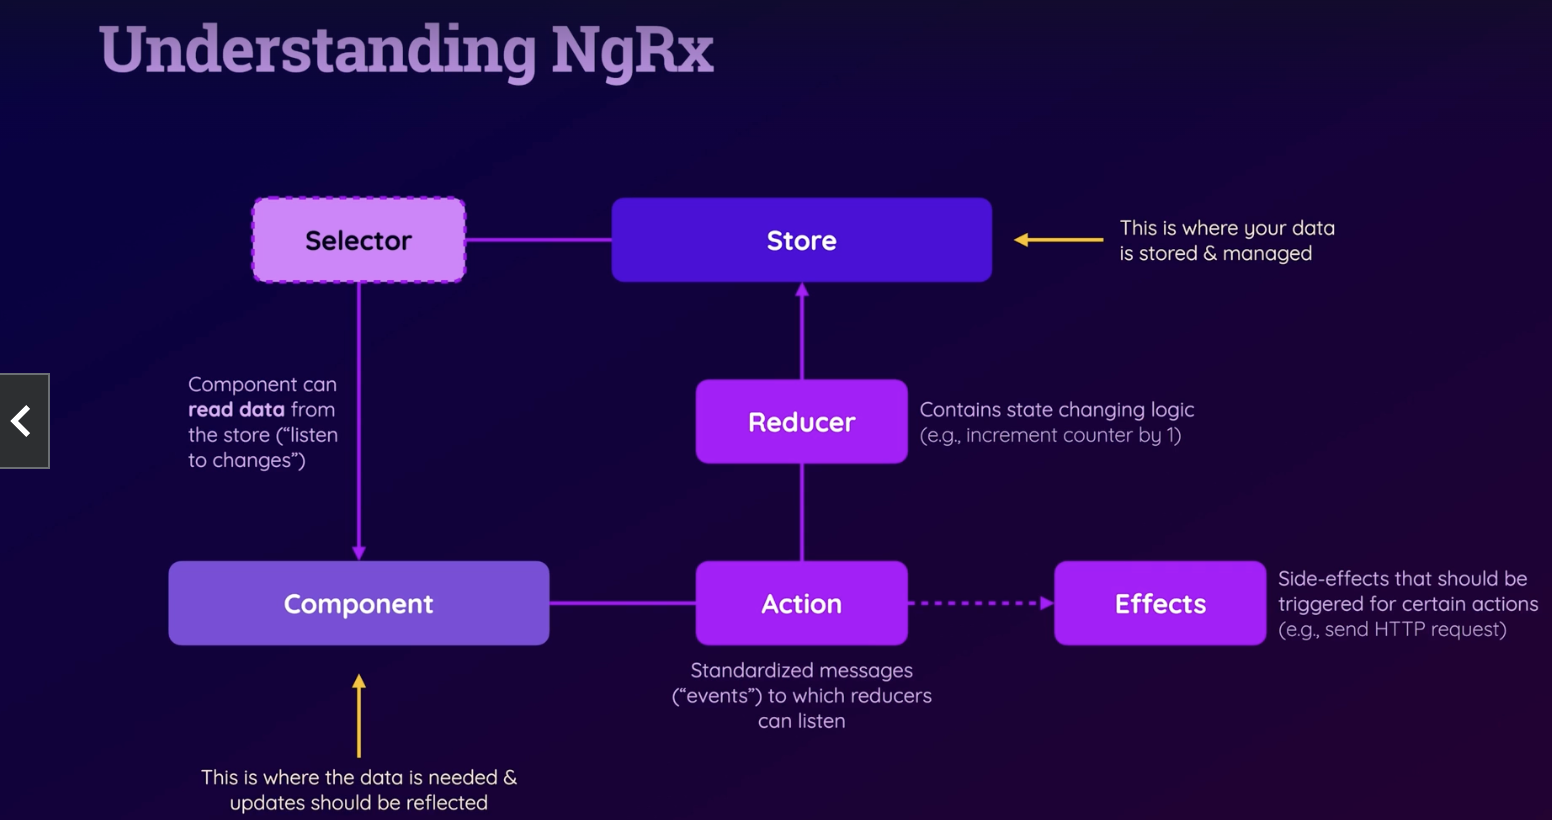 Understanding NgRx
Selector
Store
This is where your data
is stored & managed
Component can
read data from
the store (“listen
to changes”)
Reducer
Contains state changing logic
(e.g., increment counter by 1)
Component
Action
Effects
Side-effects that should be
triggered for certain actions
(e.g., send HTTP request)
Standardized messages
(“events”) to which reducers
can listen
This is where the data is needed &
updates should be reflected